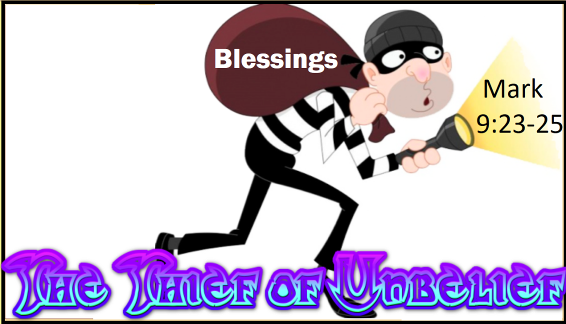 Blessings
Mark
9:23-25
The Thief of Unbelief